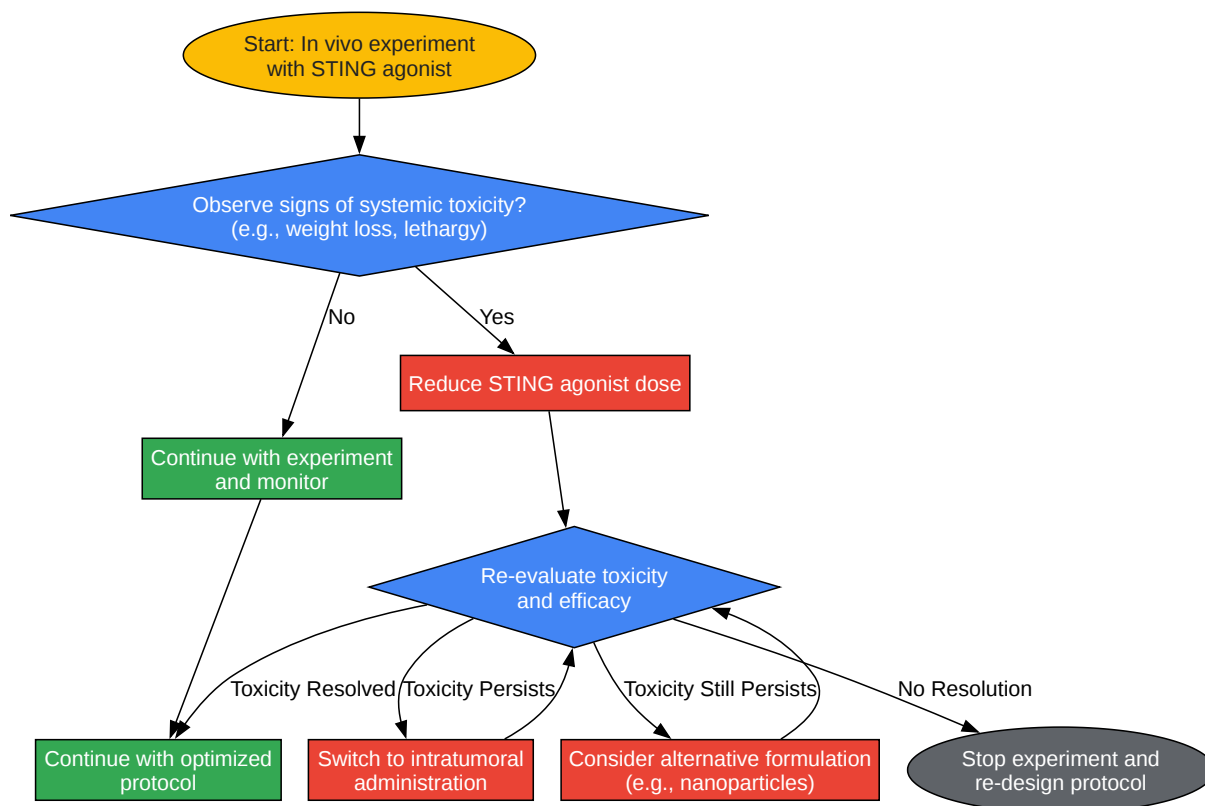 Start: In vivo experiment
with STING agonist
Observe signs of systemic toxicity?
(e.g., weight loss, lethargy)
No
Yes
Reduce STING agonist dose
Continue with experiment
and monitor
Re-evaluate toxicity
and efficacy
Toxicity Resolved
Toxicity Persists
Toxicity Still Persists
No Resolution
Continue with optimized
protocol
Switch to intratumoral
administration
Consider alternative formulation
(e.g., nanoparticles)
Stop experiment and
re-design protocol